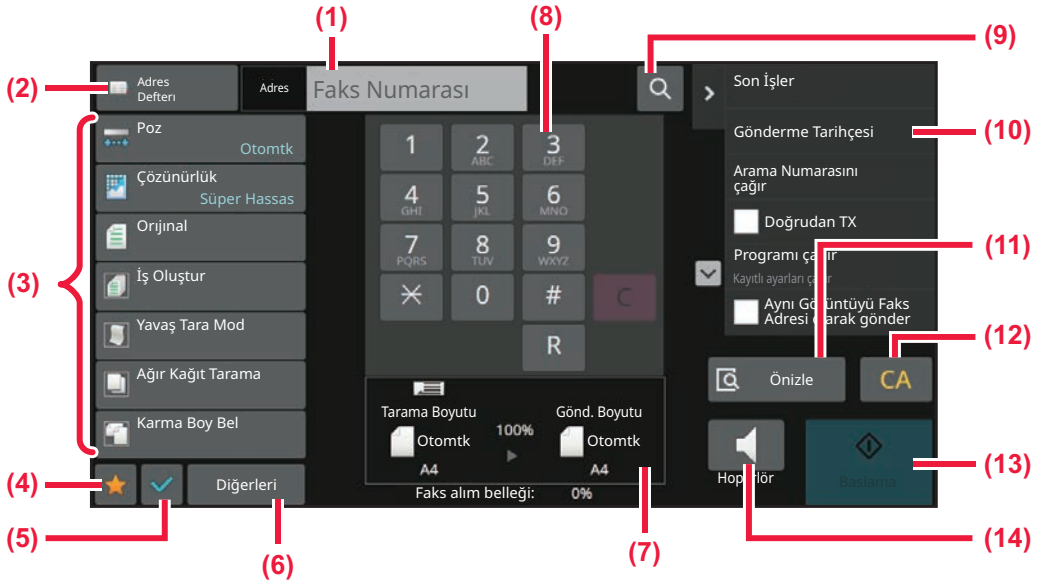 (1)
(8)
(9)
(2)
Adres
Defteri
Adres
Faks Numarası
Son İşler
(3)
Poz
Otomtk
Çözünürlük
Süper Hassas
Orijinal
İş Oluştur
Yavaş Tara Mod
Ağır Kağıt Tarama
Karma Boy Bel
1
2
ABC
3
DEF
4
GHI
5
JKL
6
MNO
7
PQRS
8
TUV
9
WXYZ
0
#
C
R
Gönderme Tarihçesi
(10)
Arama Numarasını
çağır
Doğrudan TX
(11)
Programı çağır
Kayıtlı ayarları çağır
Aynı Görüntüyü Faks
Adresi olarak gönder
(12)
Önizle
CA
Tarama Boyutu
Gönd. Boyutu
Otomtk
100%
Otomtk
A4
A4
Faks alım belleği:
0%
(4)
Diğerleri
Hoparlör
Başlama
(13)
(5)
(6)
(7)
(14)